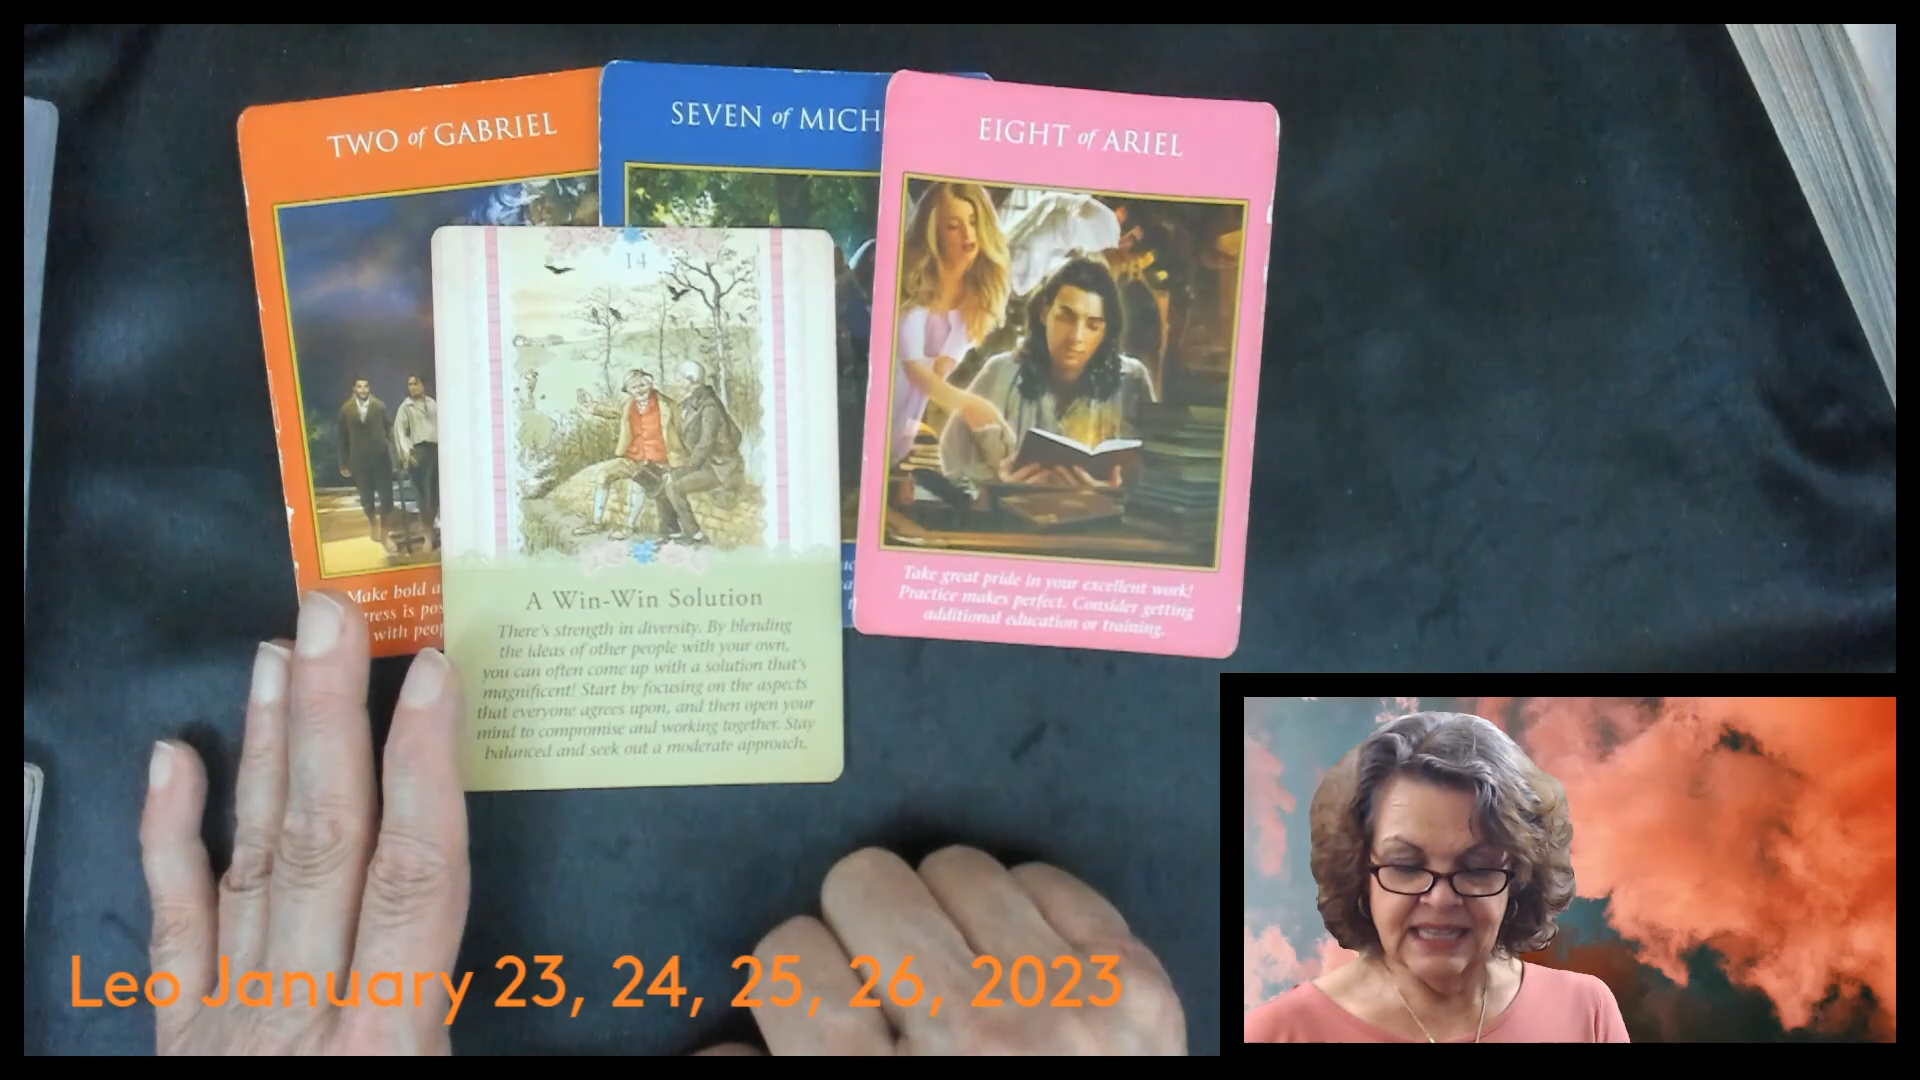 TWO of GABRIEL
SEVEN of MICH
EIGHT of ARIEL
14
Take great pride in your excellent work!
Practice makes perfect. Consider getting
additional education or training.
Make bold a
with peop
A Win-Win Solution
There's strength in diversity. By blending
the ideas of other people with your own,
you can often come up with a solution that's
magnificent! Start by focusing on the aspects
that everyone agrees upon, and then open your
mind to compromise and working together. Stay
balanced and seek out a moderate approach.
Leo January 23, 24, 25, 26, 2023